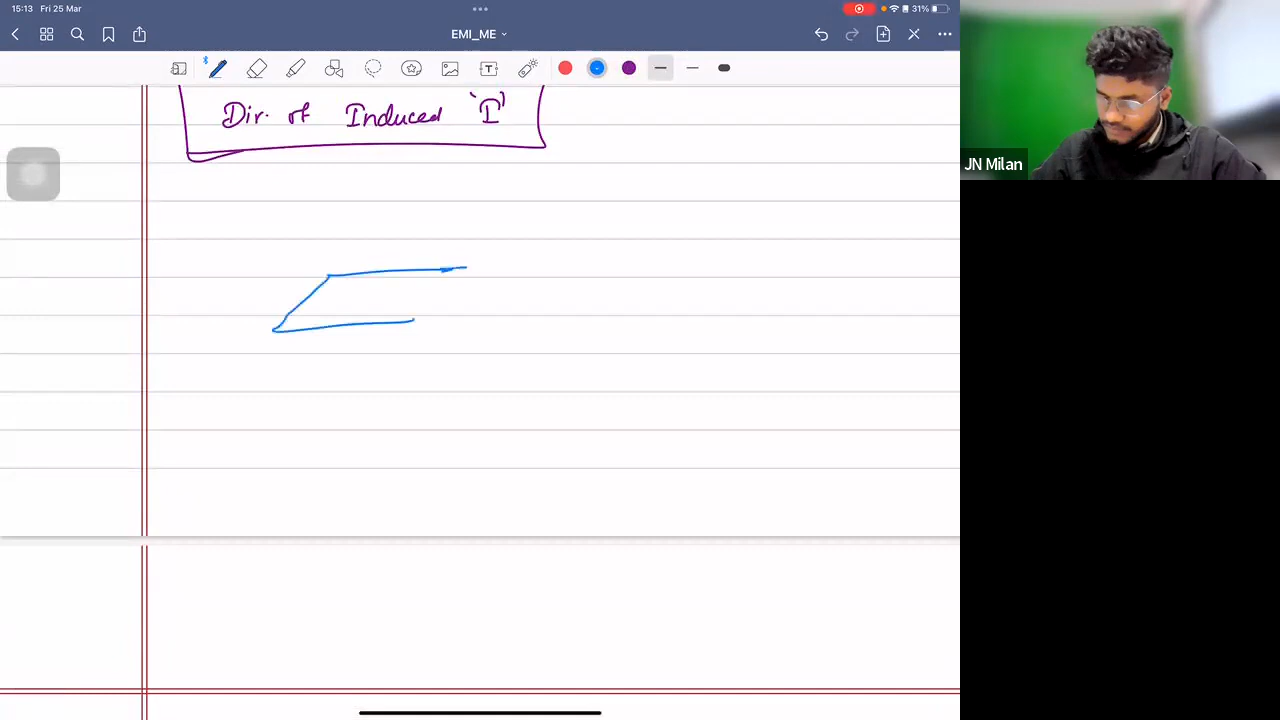 15:13 Fri 25 Mar
31%
EMI_ME
Dir. of Induced 'I'
JN Milan